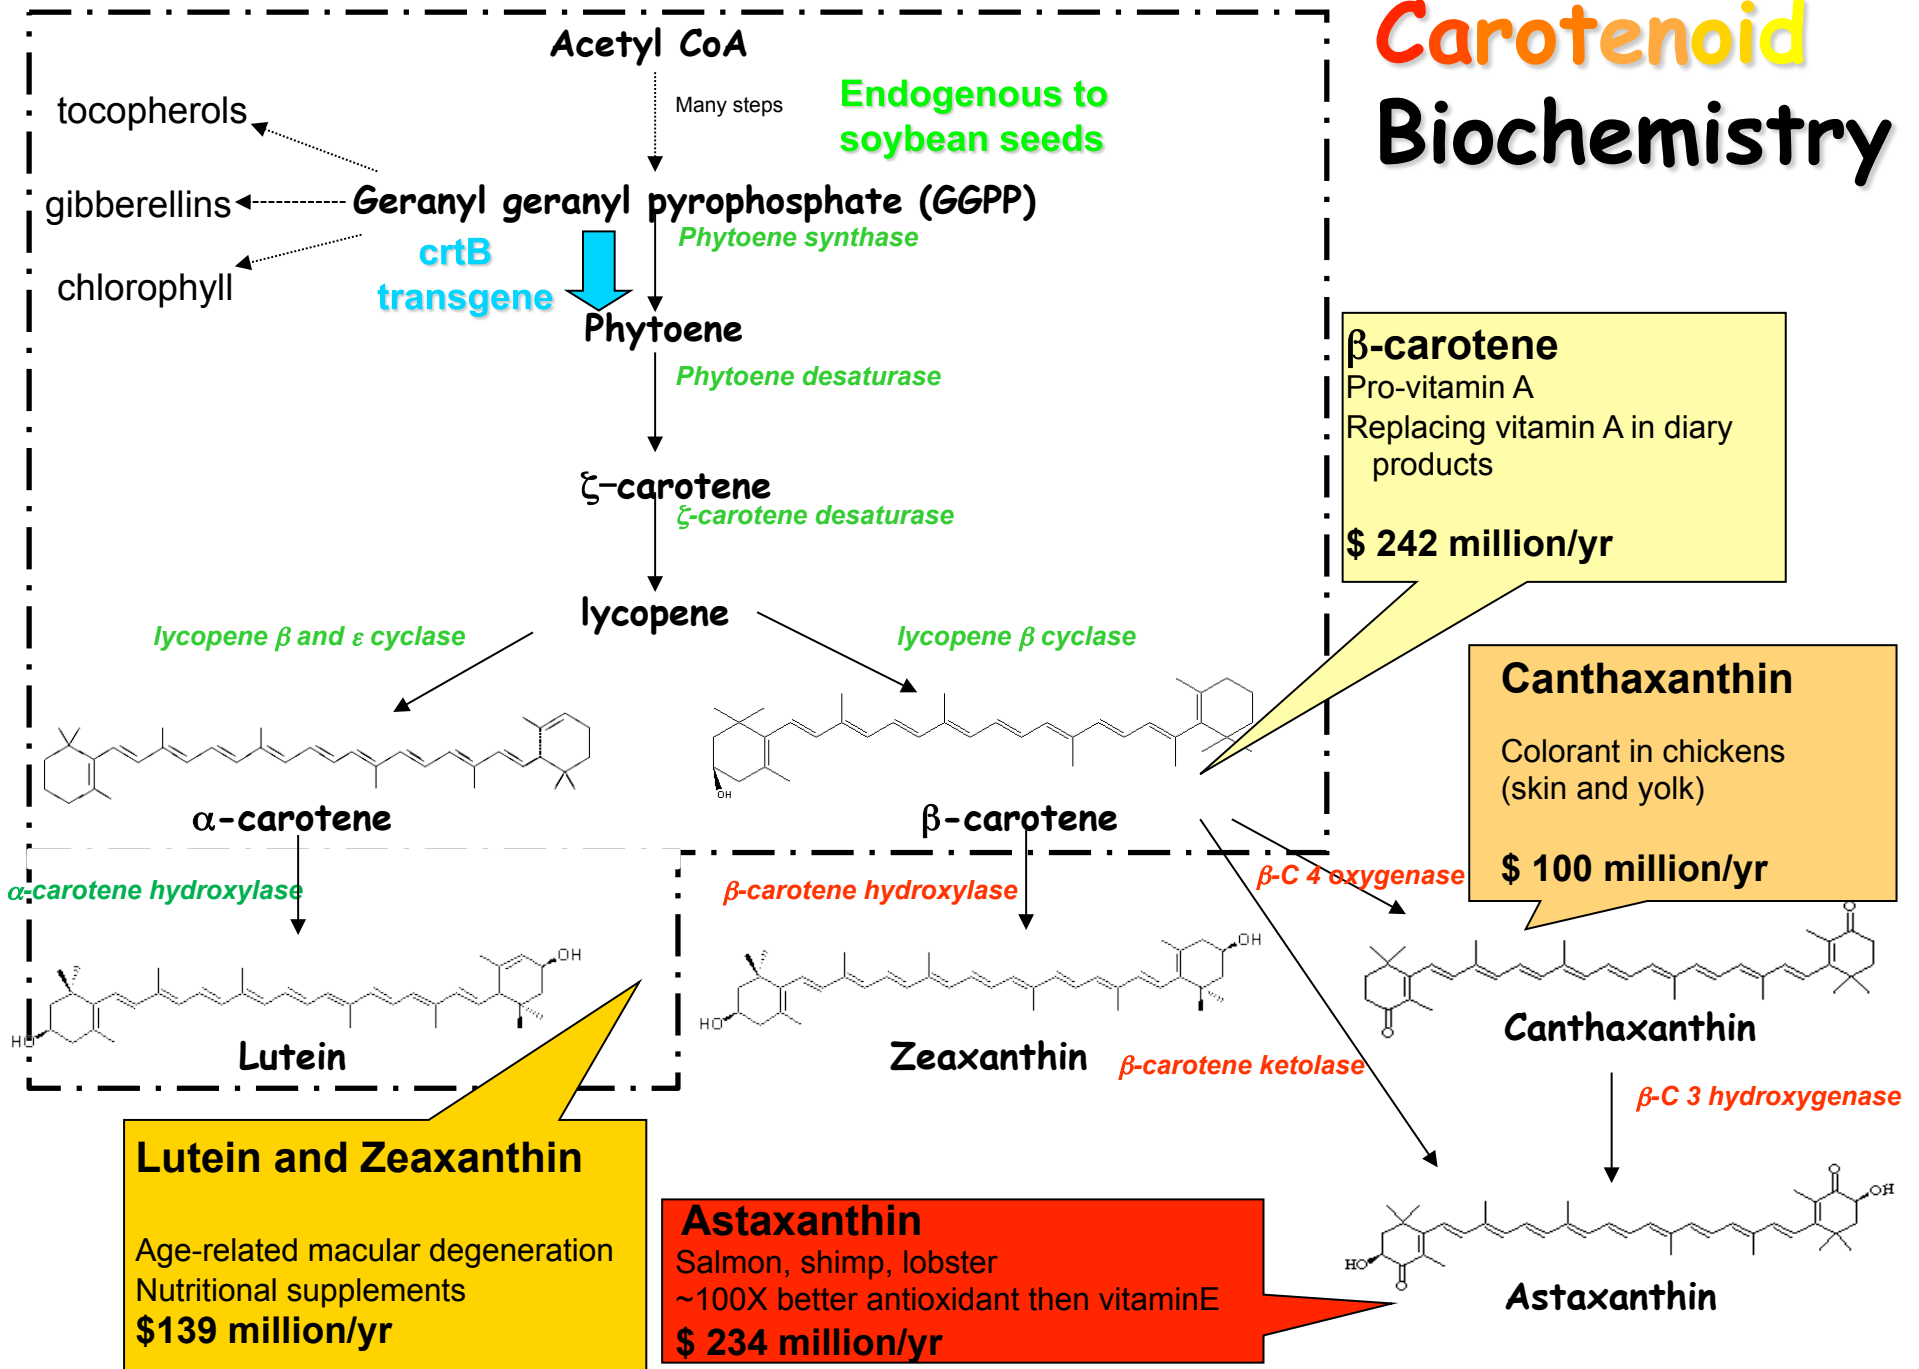 Carotenoid
Biochemistry
Acetyl CoA
Many steps
Endogenous to
soybean seeds
tocopherols
gibberellins
chlorophyll
Geranyl geranyl pyrophosphate (GGPP)
Phytoene synthase
crtB
transgene
Phytoene
Phytoene desaturase
ζ-carotene
ζ-carotene desaturase
lycopene
lycopene β and ε cyclase
lycopene β cyclase
β-carotene
Pro-vitamin A
Replacing vitamin A in diary
products
$ 242 million/yr
Canthaxanthin
Colorant in chickens
(skin and yolk)
$ 100 million/yr
OH
α-carotene
β-carotene
α-carotene hydroxylase
β-carotene hydroxylase
β-C 4 oxygenase
OH
HO
Lutein
OH
HO
Zeaxanthin
O
O
Canthaxanthin
β-carotene ketolase
β-C 3 hydroxygenase
Lutein and Zeaxanthin
Age-related macular degeneration
Nutritional supplements
$139 million/yr
Astaxanthin
Salmon, shimp, lobster
~100X better antioxidant then vitaminE
$ 234 million/yr
O
OH
HO
O
Astaxanthin